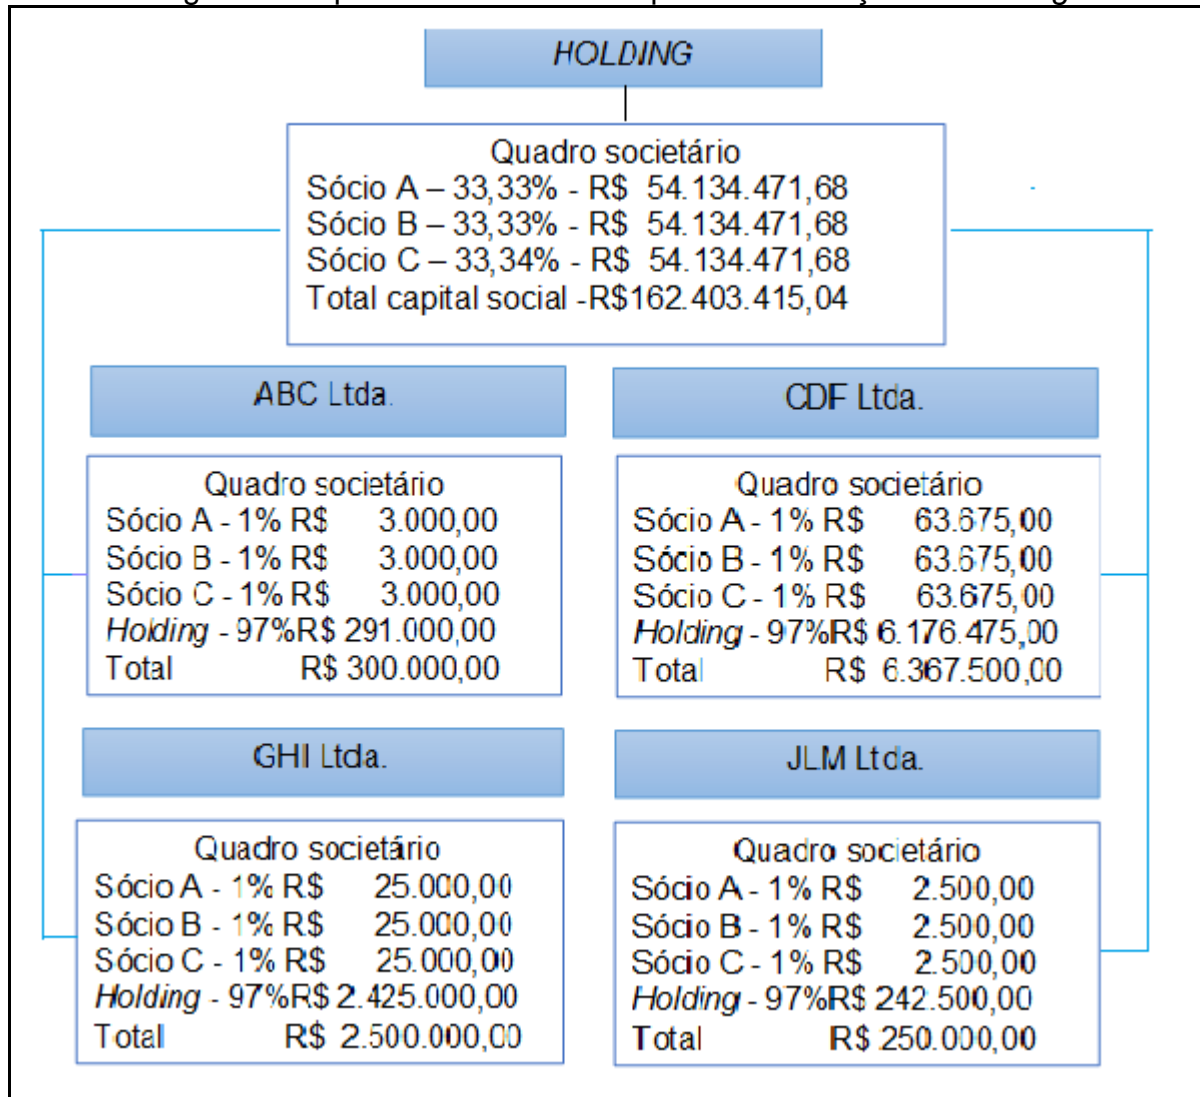 HOLDING
Quadro societário
Sócio A – 33,33% - R$ 54.134.471,68
Sócio B – 33,33% - R$ 54.134.471,68
Sócio C – 33,34% - R$ 54.134.471,68
Total capital social -R$162.403.415,04
ABC Ltda.
Quadro societário
Sócio A - 1% R$ 3.000,00
Sócio B - 1% R$ 3.000,00
Sócio C - 1% R$ 3.000,00
Holding - 97%R$ 291.000,00
Total R$ 300.000,00
CDF Ltda.
Quadro societário
Sócio A - 1% R$ 63.675,00
Sócio B - 1% R$ 63.675,00
Sócio C - 1% R$ 63.675,00
Holding - 97%R$ 6.176.475,00
Total R$ 6.367.500,00
GHI Ltda.
Quadro societário
Sócio A - 1% R$ 25.000,00
Sócio B - 1% R$ 25.000,00
Sócio C - 1% R$ 25.000,00
Holding - 97%R$ 2.425.000,00
Total R$ 2.500.000,00
JLM Ltda.
Quadro societário
Sócio A - 1% R$ 2.500,00
Sócio B - 1% R$ 2.500,00
Sócio C - 1% R$ 2.500,00
Holding - 97%R$ 242.500,00
Total R$ 250.000,00